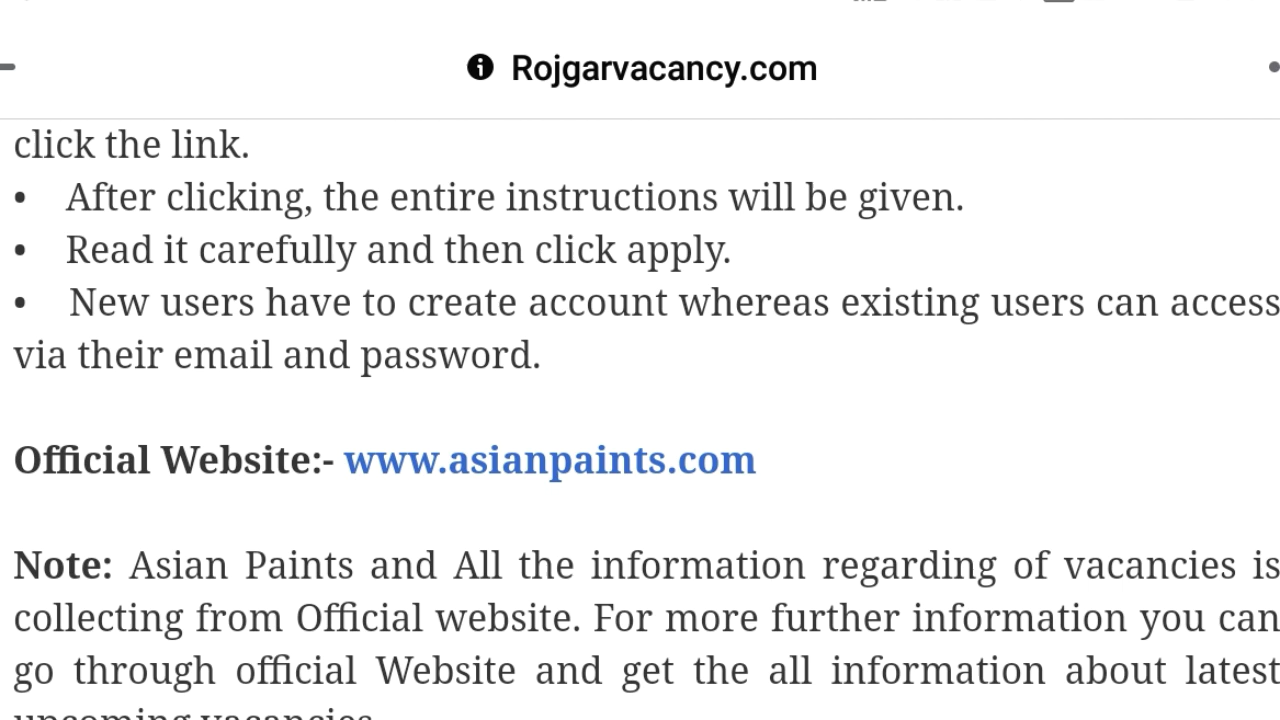 Rojgarvacancy.com
click the link.
• After clicking, the entire instructions will be given.
• Read it carefully and then click apply.
• New users have to create account whereas existing users can access
via their email and password.
Official Website:- www.asianpaints.com
Note: Asian Paints and All the information regarding of vacancies is
collecting from Official website. For more further information you can
go through official Website and get the all information about latest
upcoming vacancies.